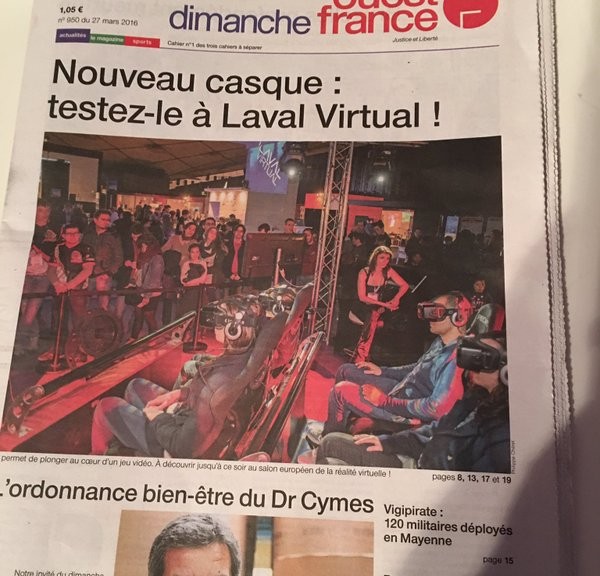 1,05 €
n° 950 du 27 mars 2016
dimanche ouest
france
actualités le magazine sports
Cahier n°1 des trois cahiers à séparer
Justice et Liberté
Nouveau casque :
testez-le à Laval Virtual !
LAVAL
VIRTUAL
permet de plonger au cœur d'un jeu vidéo. À découvrir jusqu'à ce soir au salon européen de la réalité virtuelle !
pages 8, 13, 17 et 19
L'ordonnance bien-être du Dr Cymes
Vigipirate :
120 militaires déployés
en Mayenne
page 15
Notre invité du dimanche